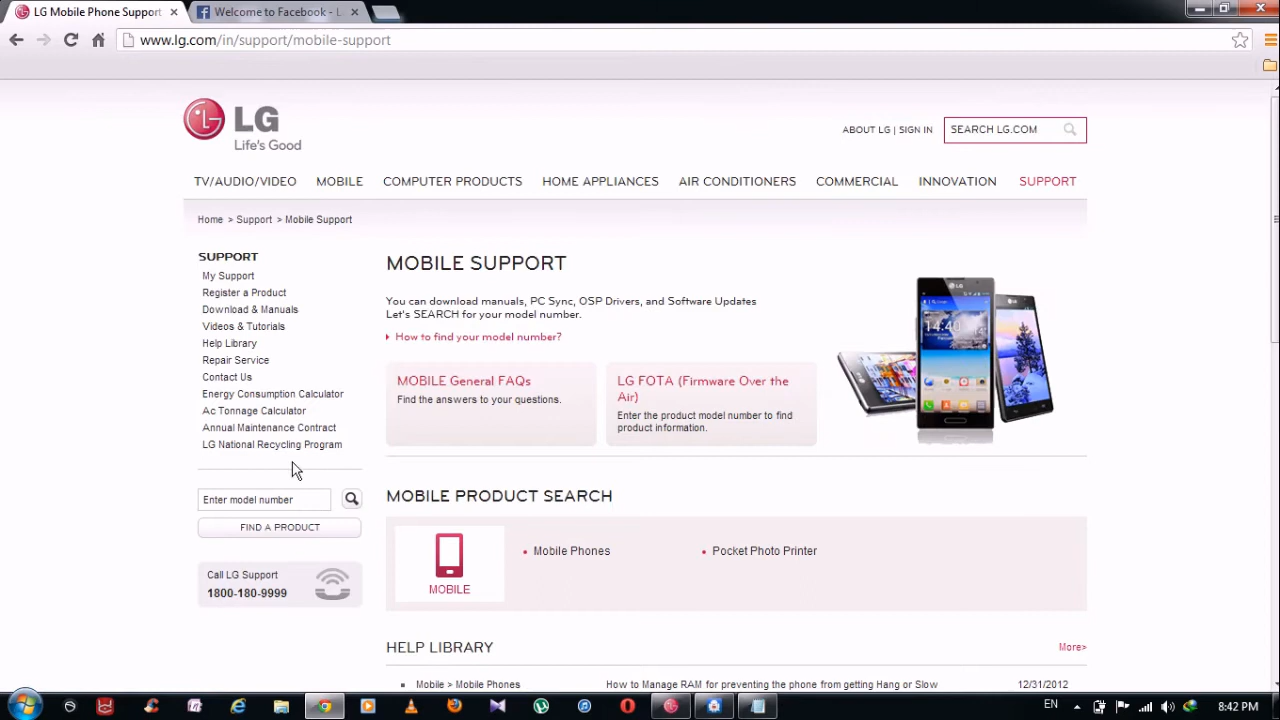 LG Mobile Phone Support
Welcome to Facebook - L
www.lg.com/in/support/mobile-support
LG
Life's Good
ABOUT LG | SIGN IN
SEARCH LG.COM
TV/AUDIO/VIDEO
MOBILE
COMPUTER PRODUCTS
HOME APPLIANCES
AIR CONDITIONERS
COMMERCIAL
INNOVATION
SUPPORT
Home > Support > Mobile Support
SUPPORT
My Support
Register a Product
Download & Manuals
Videos & Tutorials
Help Library
Repair Service
Contact Us
Energy Consumption Calculator
Ac Tonnage Calculator
Annual Maintenance Contract
LG National Recycling Program
Enter model number
FIND A PRODUCT
Call LG Support
1800-180-9999
MOBILE SUPPORT
You can download manuals, PC Sync, OSP Drivers, and Software Updates
Let's SEARCH for your model number.
How to find your model number?
MOBILE General FAQs
Find the answers to your questions.
LG FOTA (Firmware Over the
Air)
Enter the product model number to find
product information.
LG
14:40
MOBILE PRODUCT SEARCH
MOBILE
Mobile Phones
Pocket Photo Printer
HELP LIBRARY
More>
Mobile > Mobile Phones
How to Manage RAM for preventing the phone from getting Hang or Slow
12/31/2012
EN
8:42 PM